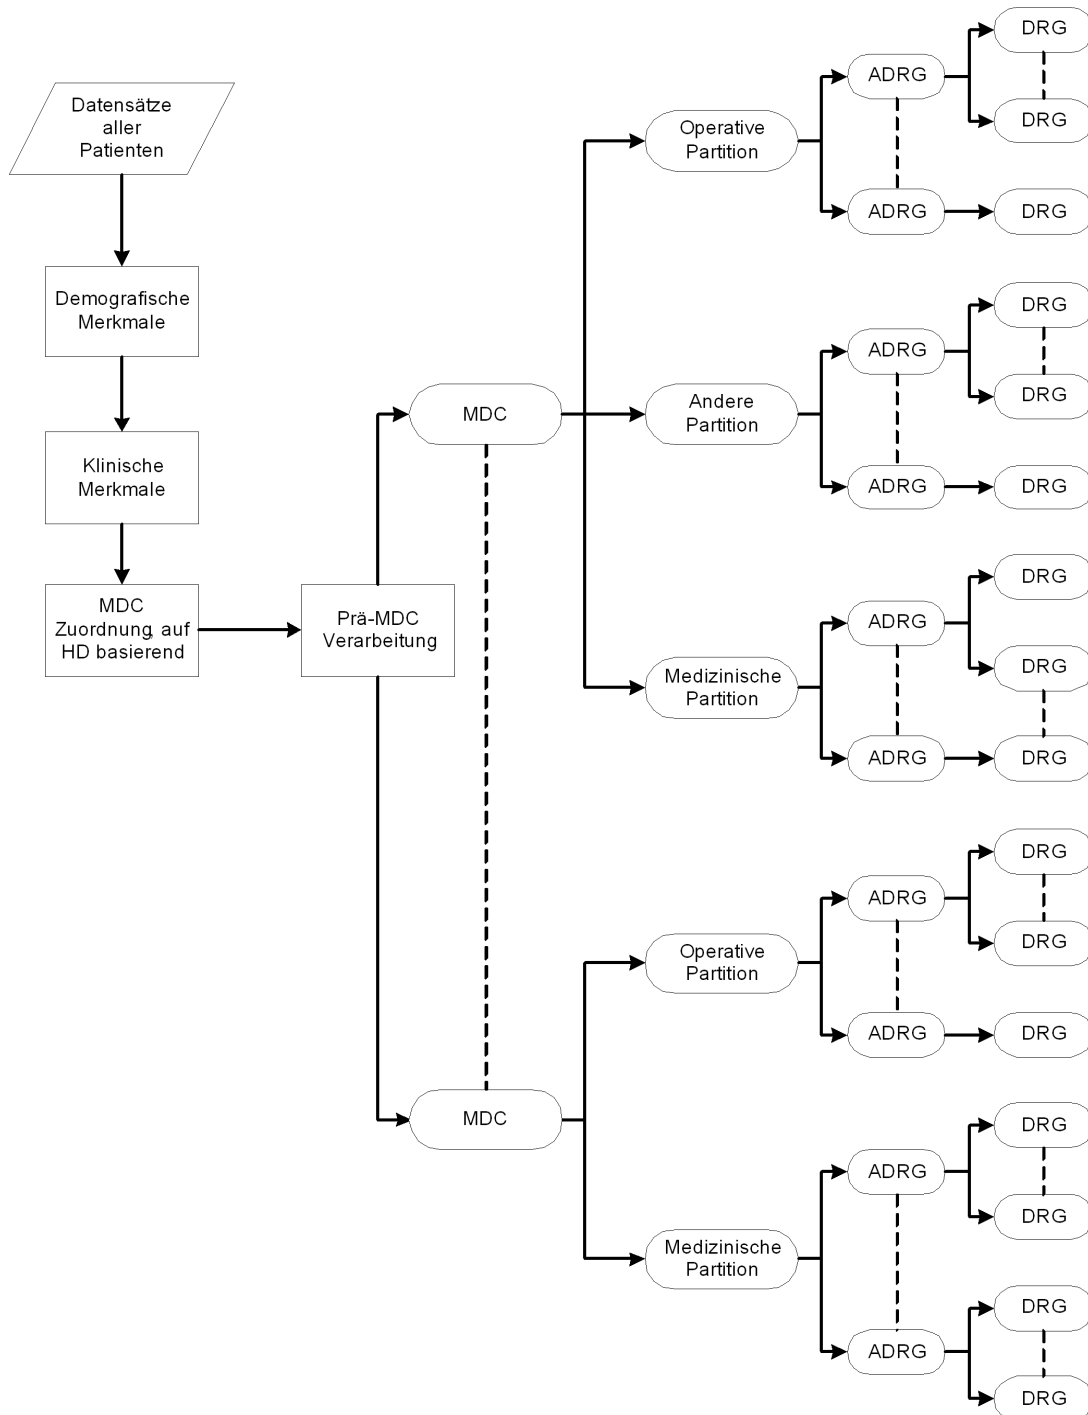 Datensätze
aller
Patienten
Demografische
Merkmale
Klinische
Merkmale
MDC
Zuordnung, auf
HD basierend
Prä-MDC
Verarbeitung
MDC
Operative
Partition
ADRG
DRG
DRG
ADRG
DRG
Andere
Partition
ADRG
DRG
DRG
ADRG
DRG
Medizinische
Partition
ADRG
DRG
DRG
ADRG
DRG
MDC
Operative
Partition
ADRG
DRG
DRG
ADRG
DRG
Medizinische
Partition
ADRG
DRG
DRG
ADRG
DRG
DRG